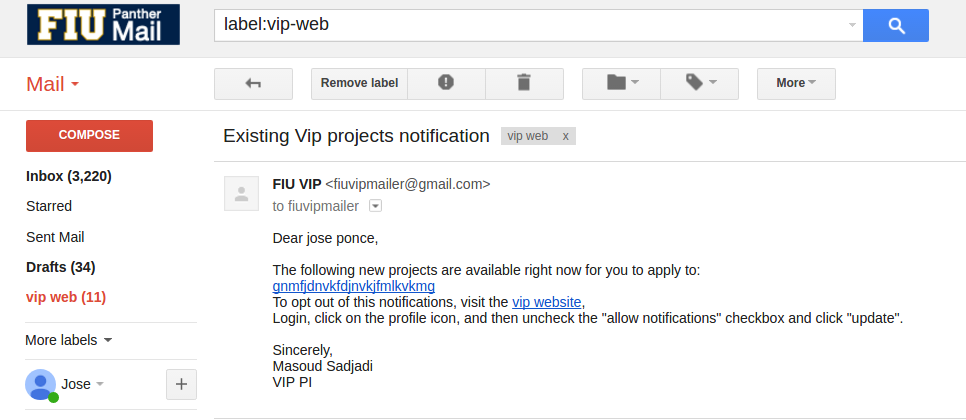 FIU Panther Mail
label:vip-web
Mail
Remove label
More
COMPOSE
Existing Vip projects notification vip web x
Inbox (3,220)
Starred
Sent Mail
Drafts (34)
vip web (11)
More labels
Jose
+
FIU VIP <fiuvipmailer@gmail.com>
to fiuvipmailer
Dear jose ponce,
The following new projects are available right now for you to apply to:
gnmfjdnvkfdjnvkjfmlkvkmg
To opt out of this notifications, visit the vip website,
Login, click on the profile icon, and then uncheck the "allow notifications" checkbox and click "update".
Sincerely,
Masoud Sadjadi
VIP PI